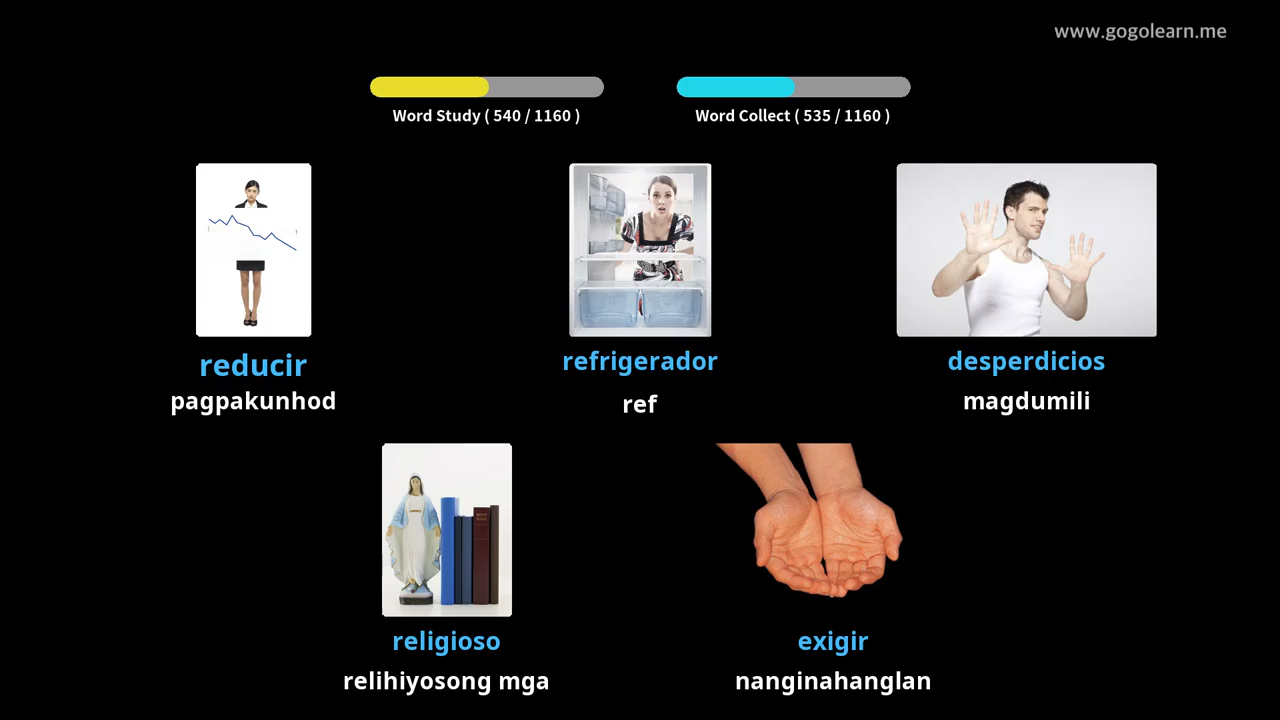 www.gogolearn.me
Word Study ( 540 / 1160 )
Word Collect ( 535 / 1160 )
reducir
pagpakunhod
refrigerador
ref
desperdicios
magdumili
religioso
relihiyosong mga
exigir
nanginahanglan